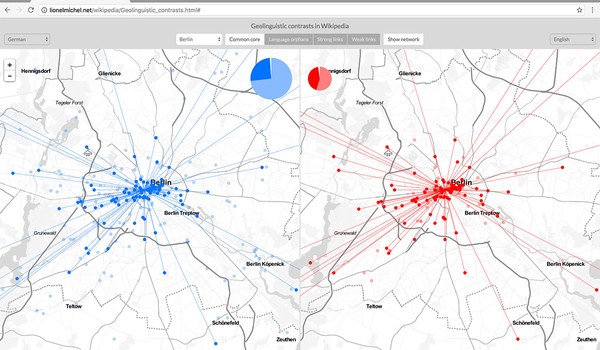 lionelmichel.net/wikipedia/Geolinguistic_contrasts.html#
Geolinguistic contrasts in Wikipedia
German
Berlin
Common core
Language orphans
Strong links
Weak links
Show network
English
+
−
Hennigsdorf
Glienicke
Tegeler Forst
Berlin
Berlin Treptow
Grunewald
Berlin Köpenick
Teltow
Schönefeld
Zeuthen
nigsdorf
Glienicke
Tegeler Forst
Berlin
Berlin Treptow
Grunewald
Berlin Köpenick
Teltow
Schönefeld
Zeuthen